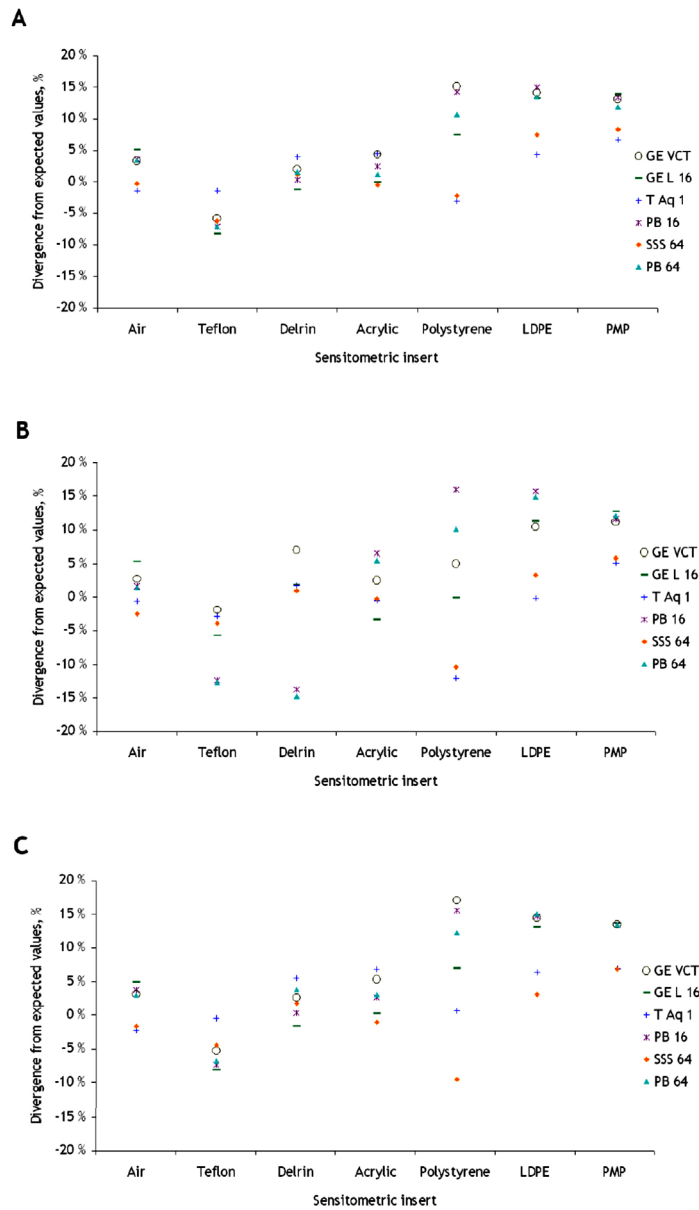 A
20 %
15 %
10 %
5 %
0 %
-5 %
-10 %
-15 %
-20 %
Divergence from expected values, %
Air Teflon Delrin Acrylic Polystyrene LDPE PMP
Sensitometric insert
GE VCT
GE L 16
T Aq 1
PB 16
SSS 64
PB 64
B
20 %
15 %
10 %
5 %
0 %
-5 %
-10 %
-15 %
-20 %
Divergence from expected values, %
Air Teflon Delrin Acrylic Polystyrene LDPE PMP
Sensitometric insert
GE VCT
GE L 16
T Aq 1
PB 16
SSS 64
PB 64
C
20 %
15 %
10 %
5 %
0 %
-5 %
-10 %
-15 %
-20 %
Divergence from expected values, %
Air Teflon Delrin Acrylic Polystyrene LDPE PMP
Sensitometric insert
GE VCT
GE L 16
T Aq 1
PB 16
SSS 64
PB 64